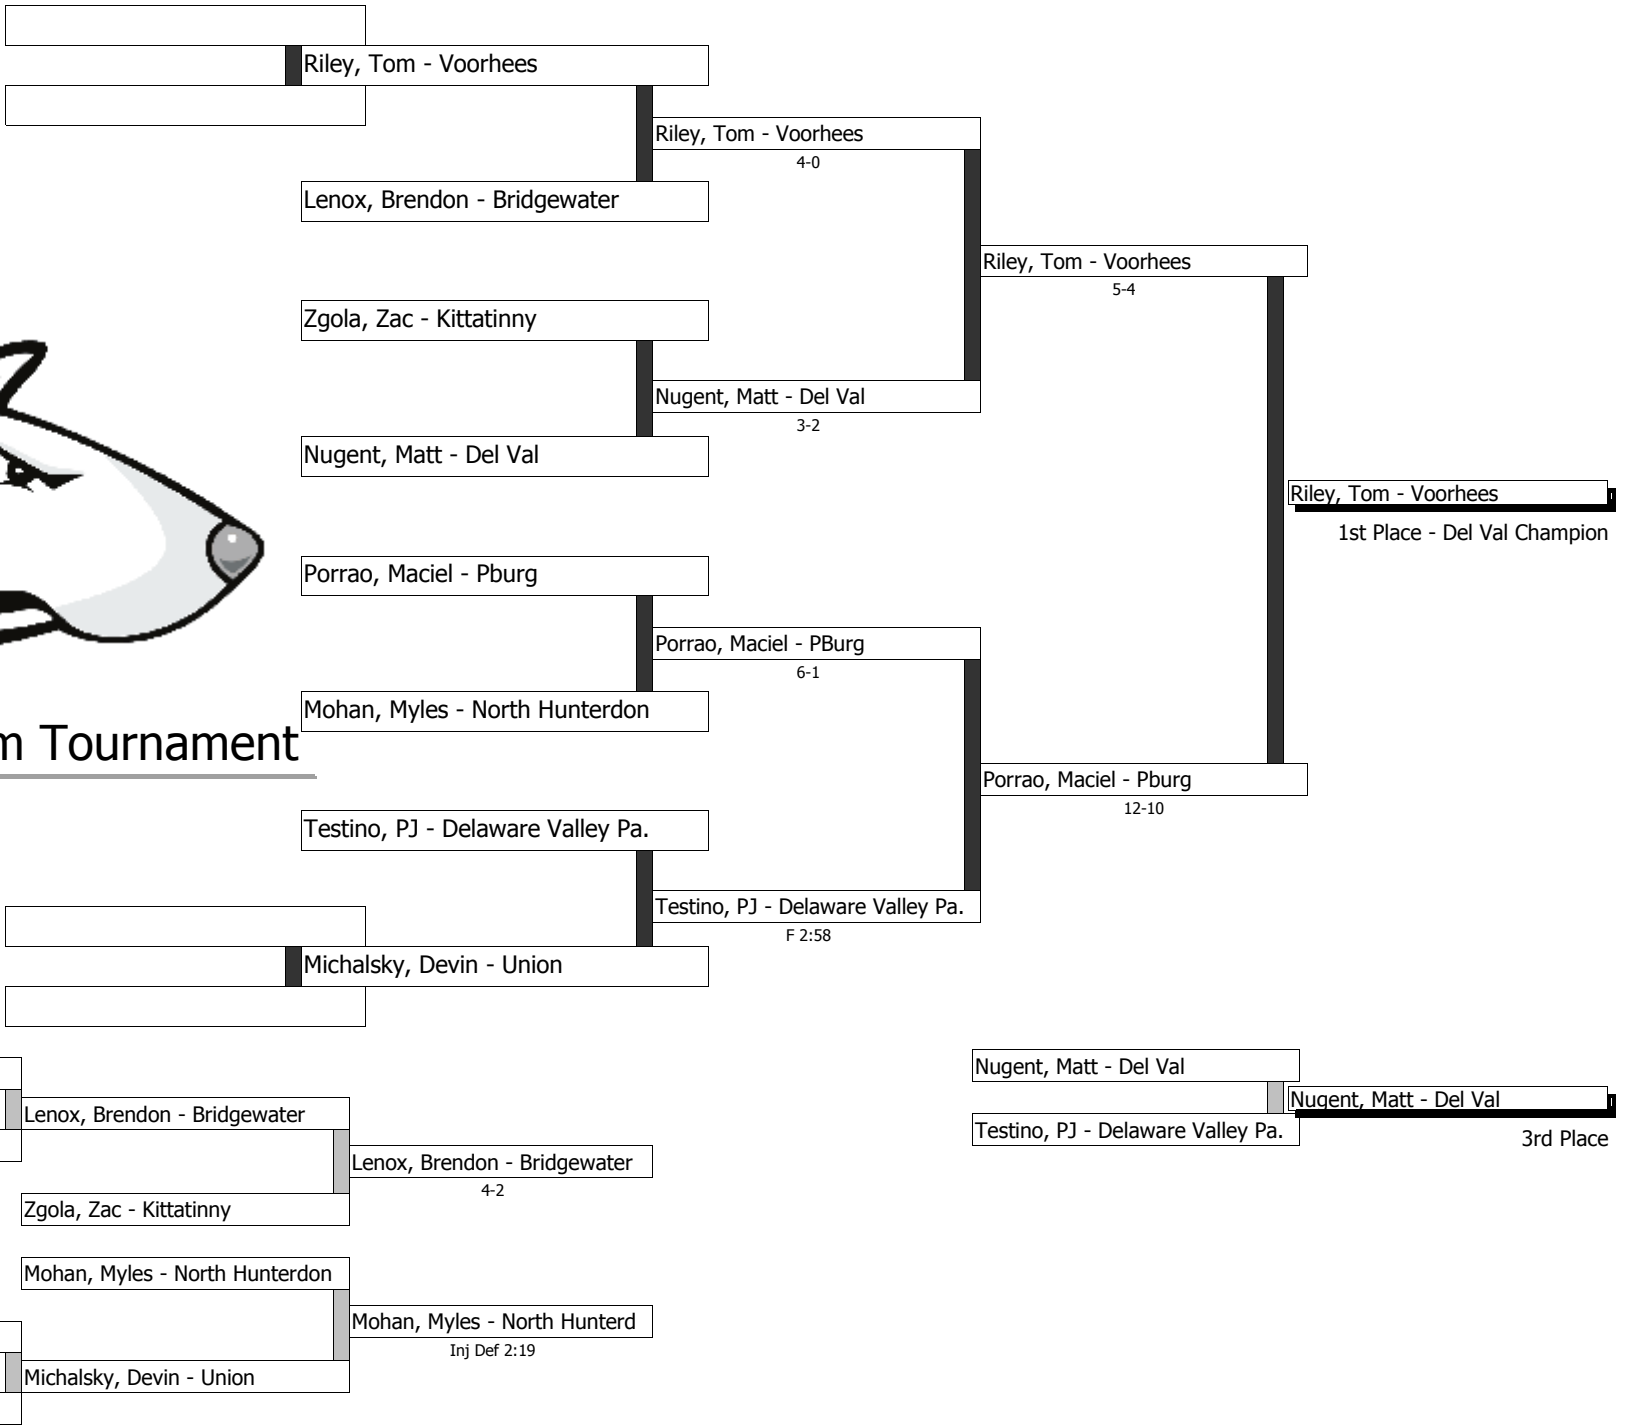 Riley, Tom - Voorhees
Riley, Tom - Voorhees
4-0
Lenox, Brendon - Bridgewater
Riley, Tom - Voorhees
5-4
Zgola, Zac - Kittatinny
Nugent, Matt - Del Val
3-2
Nugent, Matt - Del Val
Riley, Tom - Voorhees
1st Place - Del Val Champion
Porrao, Maciel - Pburg
Porrao, Maciel - PBurg
6-1
Mohan, Myles - North Hunterdon
m Tournament
Porrao, Maciel - Pburg
12-10
Testino, PJ - Delaware Valley Pa.
Testino, PJ - Delaware Valley Pa.
F 2:58
Michalsky, Devin - Union
Nugent, Matt - Del Val
Nugent, Matt - Del Val
Testino, PJ - Delaware Valley Pa.
3rd Place
Lenox, Brendon - Bridgewater
Lenox, Brendon - Bridgewater
4-2
Zgola, Zac - Kittatinny
Mohan, Myles - North Hunterdon
Mohan, Myles - North Hunterd
Inj Def 2:19
Michalsky, Devin - Union